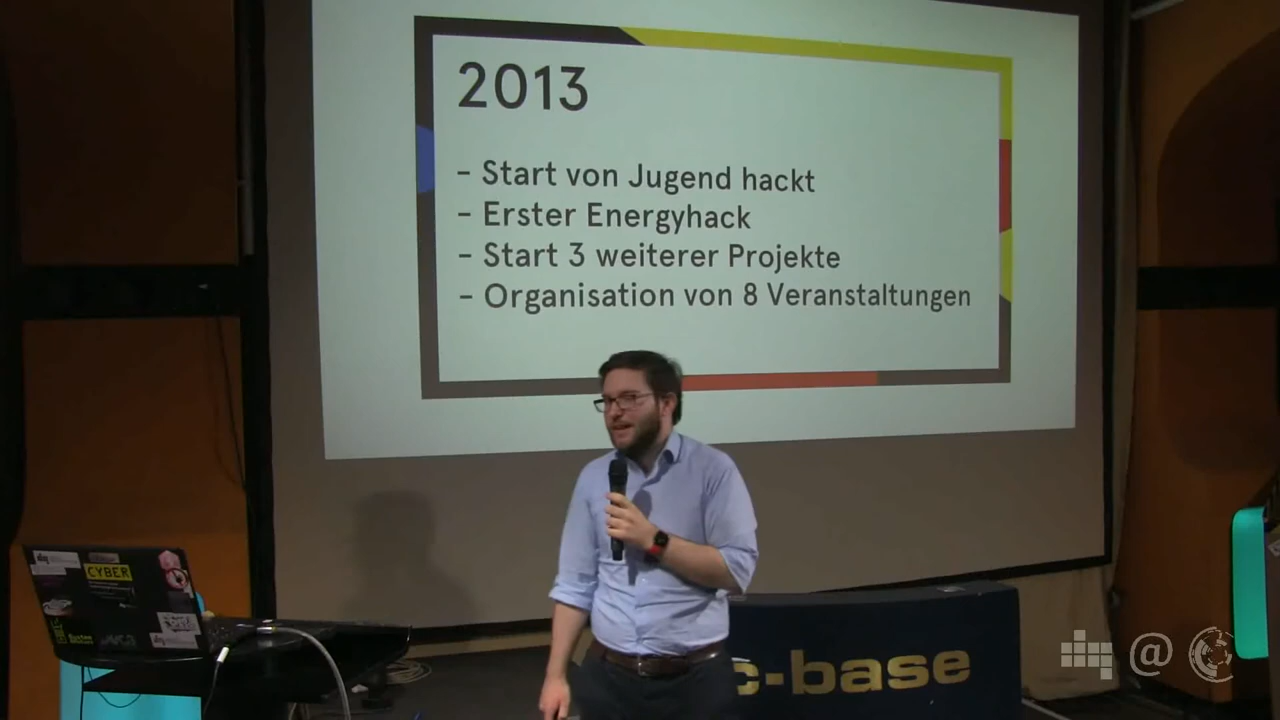 2013
- Start von Jugend hackt
- Erster Energyhack
- Start 3 weiterer Projekte
- Organisation von 8 Veranstaltungen
CYBER
c-base
@